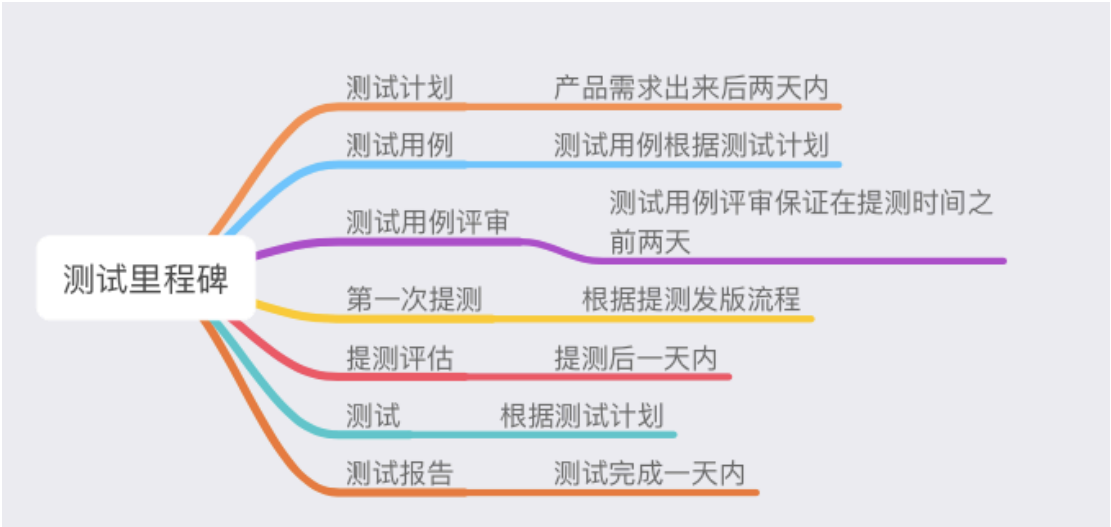 测试计划
产品需求出来后两天内
测试用例
测试用例根据测试计划
测试用例评审
测试用例评审保证在提测时间之
前两天
测试里程碑
第一次提测
根据提测发版流程
提测评估
提测后一天内
测试
根据测试计划
测试报告
测试完成一天内